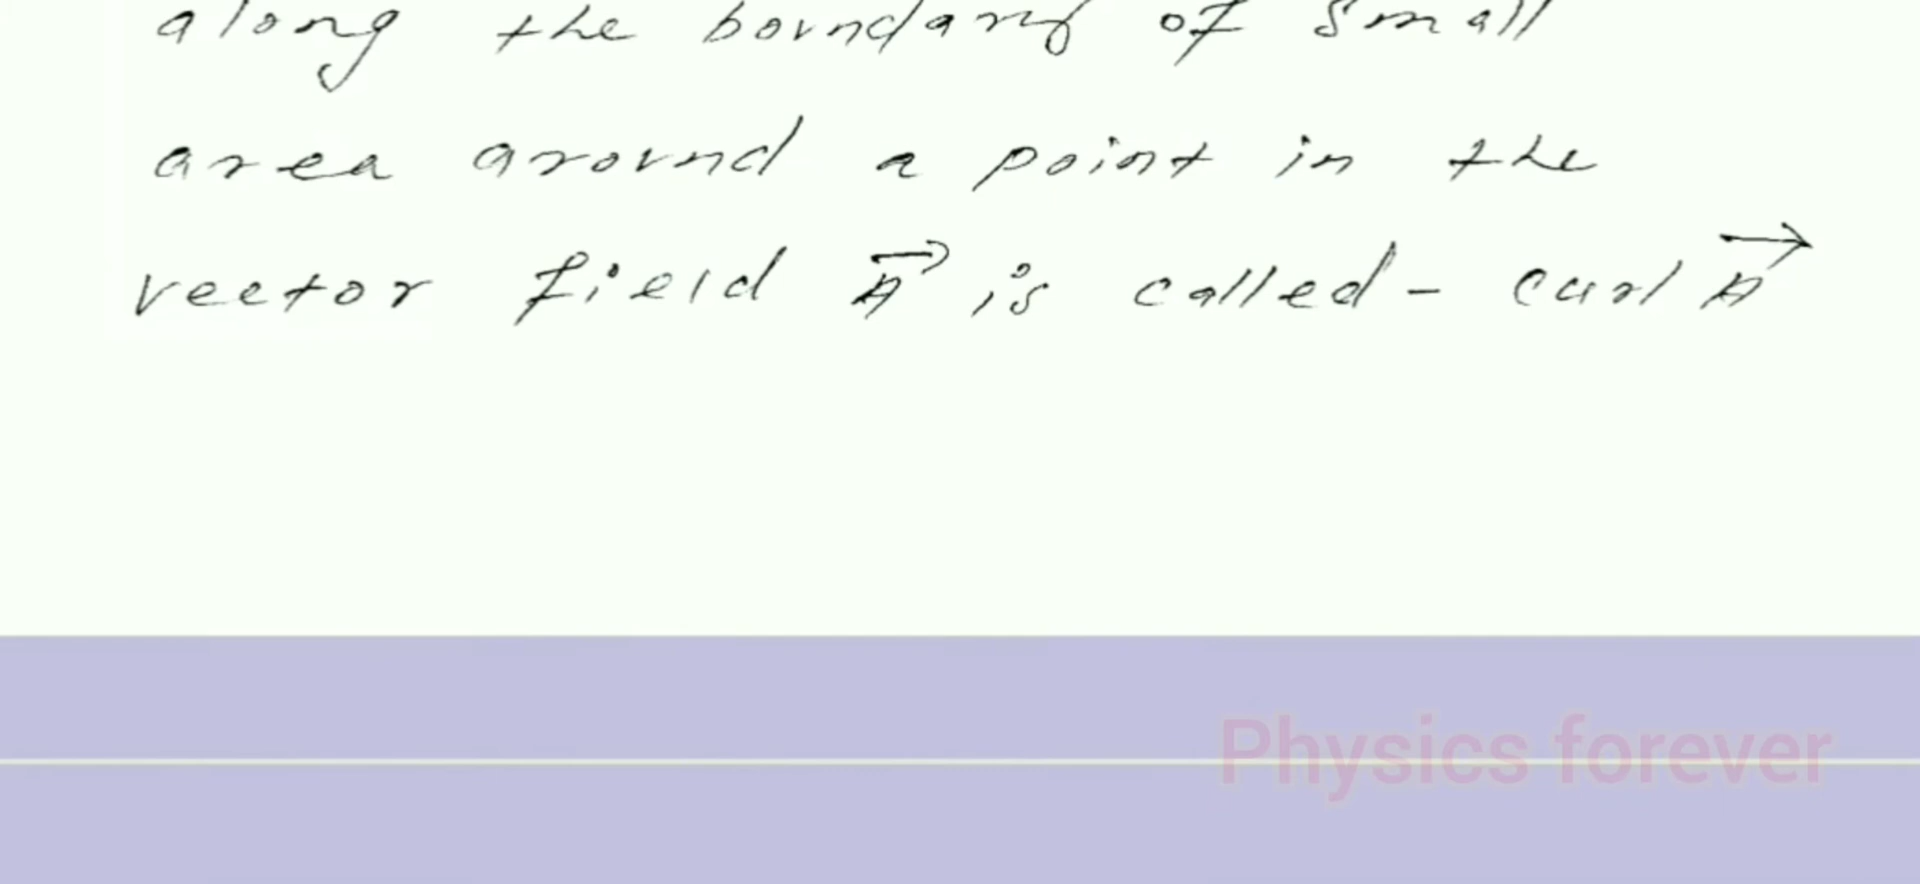 along the boundary of small
area around a point in the
vector field A⃗ is called - curl A⃗
Physics forever